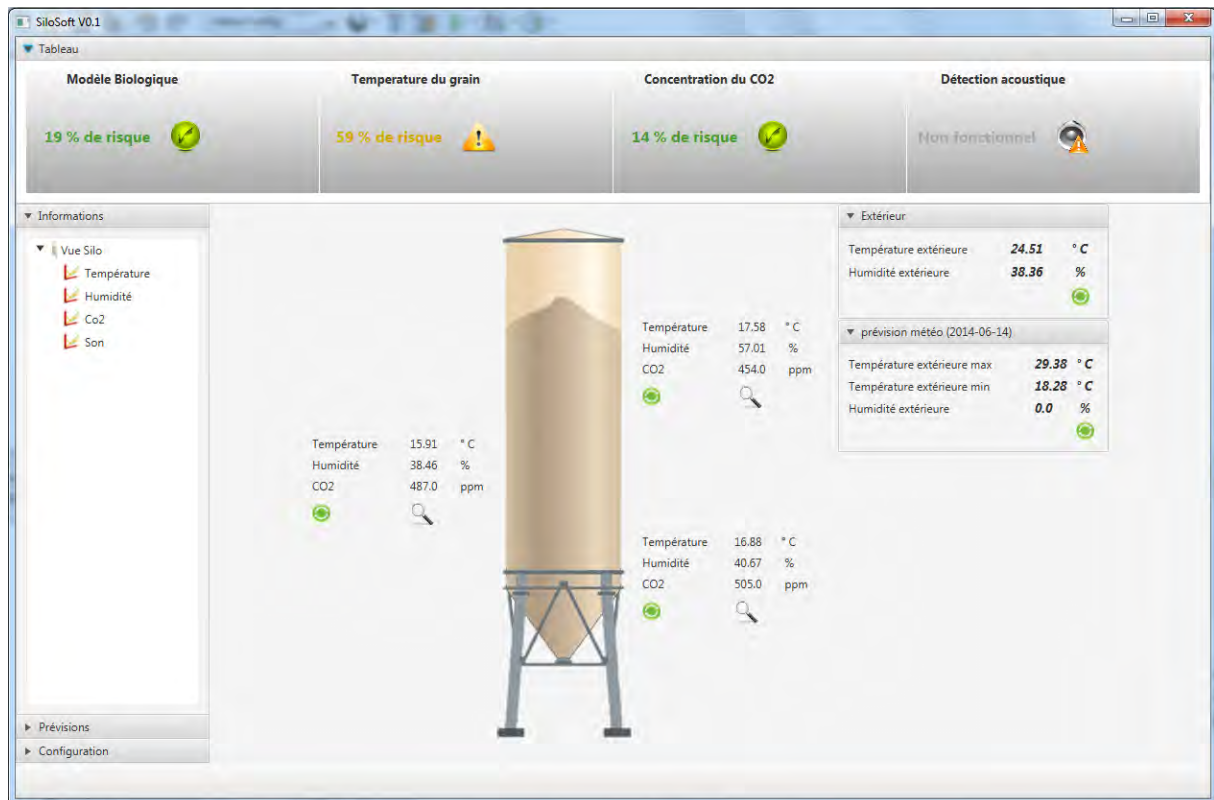 SiloSoft V0.1
Tableau
Modèle Biologique
Temperature du grain
Concentration du CO2
Détection acoustique
19 % de risque
59 % de risque
14 % de risque
Non fonctionnel
Informations
Vue Silo
Température
Humidité
Co2
Son
Prévisions
Configuration
Température 15.91 ° C
Humidité 38.46 %
CO2 487.0 ppm
Température 17.58 ° C
Humidité 57.01 %
CO2 454.0 ppm
Température 16.88 ° C
Humidité 40.67 %
CO2 505.0 ppm
Extérieur
Température extérieure 24.51 ° C
Humidité extérieure 38.36 %
prévision météo (2014-06-14)
Température extérieure max 29.38 ° C
Température extérieure min 18.28 ° C
Humidité extérieure 0.0 %